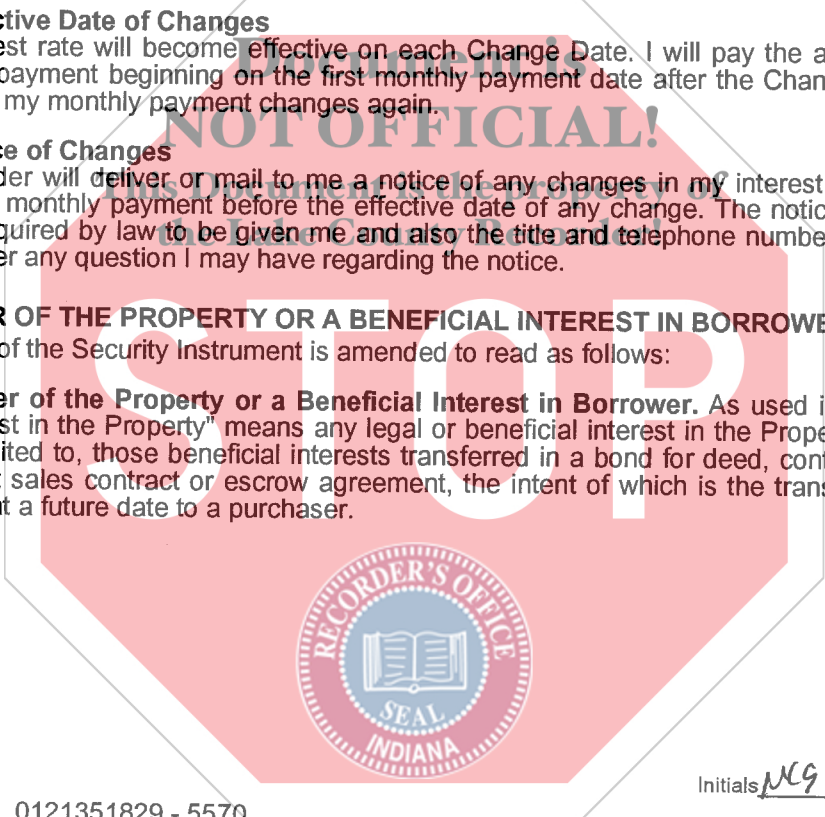 ctive Date of Changes
est rate will become effective on each Change Date. I will pay the a
payment beginning on the first monthly payment date after the Chan
my monthly payment changes again.
Document is
NOT OFFICIAL!
This Document is the property of
the Lake County Recorder!
ce of Changes
der will deliver or mail to me a notice of any changes in my interest
monthly payment before the effective date of any change. The notic
quired by law to be given me and also the title and telephone numbe
er any question I may have regarding the notice.
R OF THE PROPERTY OR A BENEFICIAL INTEREST IN BORROWE
of the Security Instrument is amended to read as follows:
er of the Property or a Beneficial Interest in Borrower. As used i
st in the Property" means any legal or beneficial interest in the Prope
ited to, those beneficial interests transferred in a bond for deed, cont
t sales contract or escrow agreement, the intent of which is the trans
at a future date to a purchaser.
STOP
RECORDER'S OFFICE
SEAL
INDIANA
Initials
0121351829 - 5570